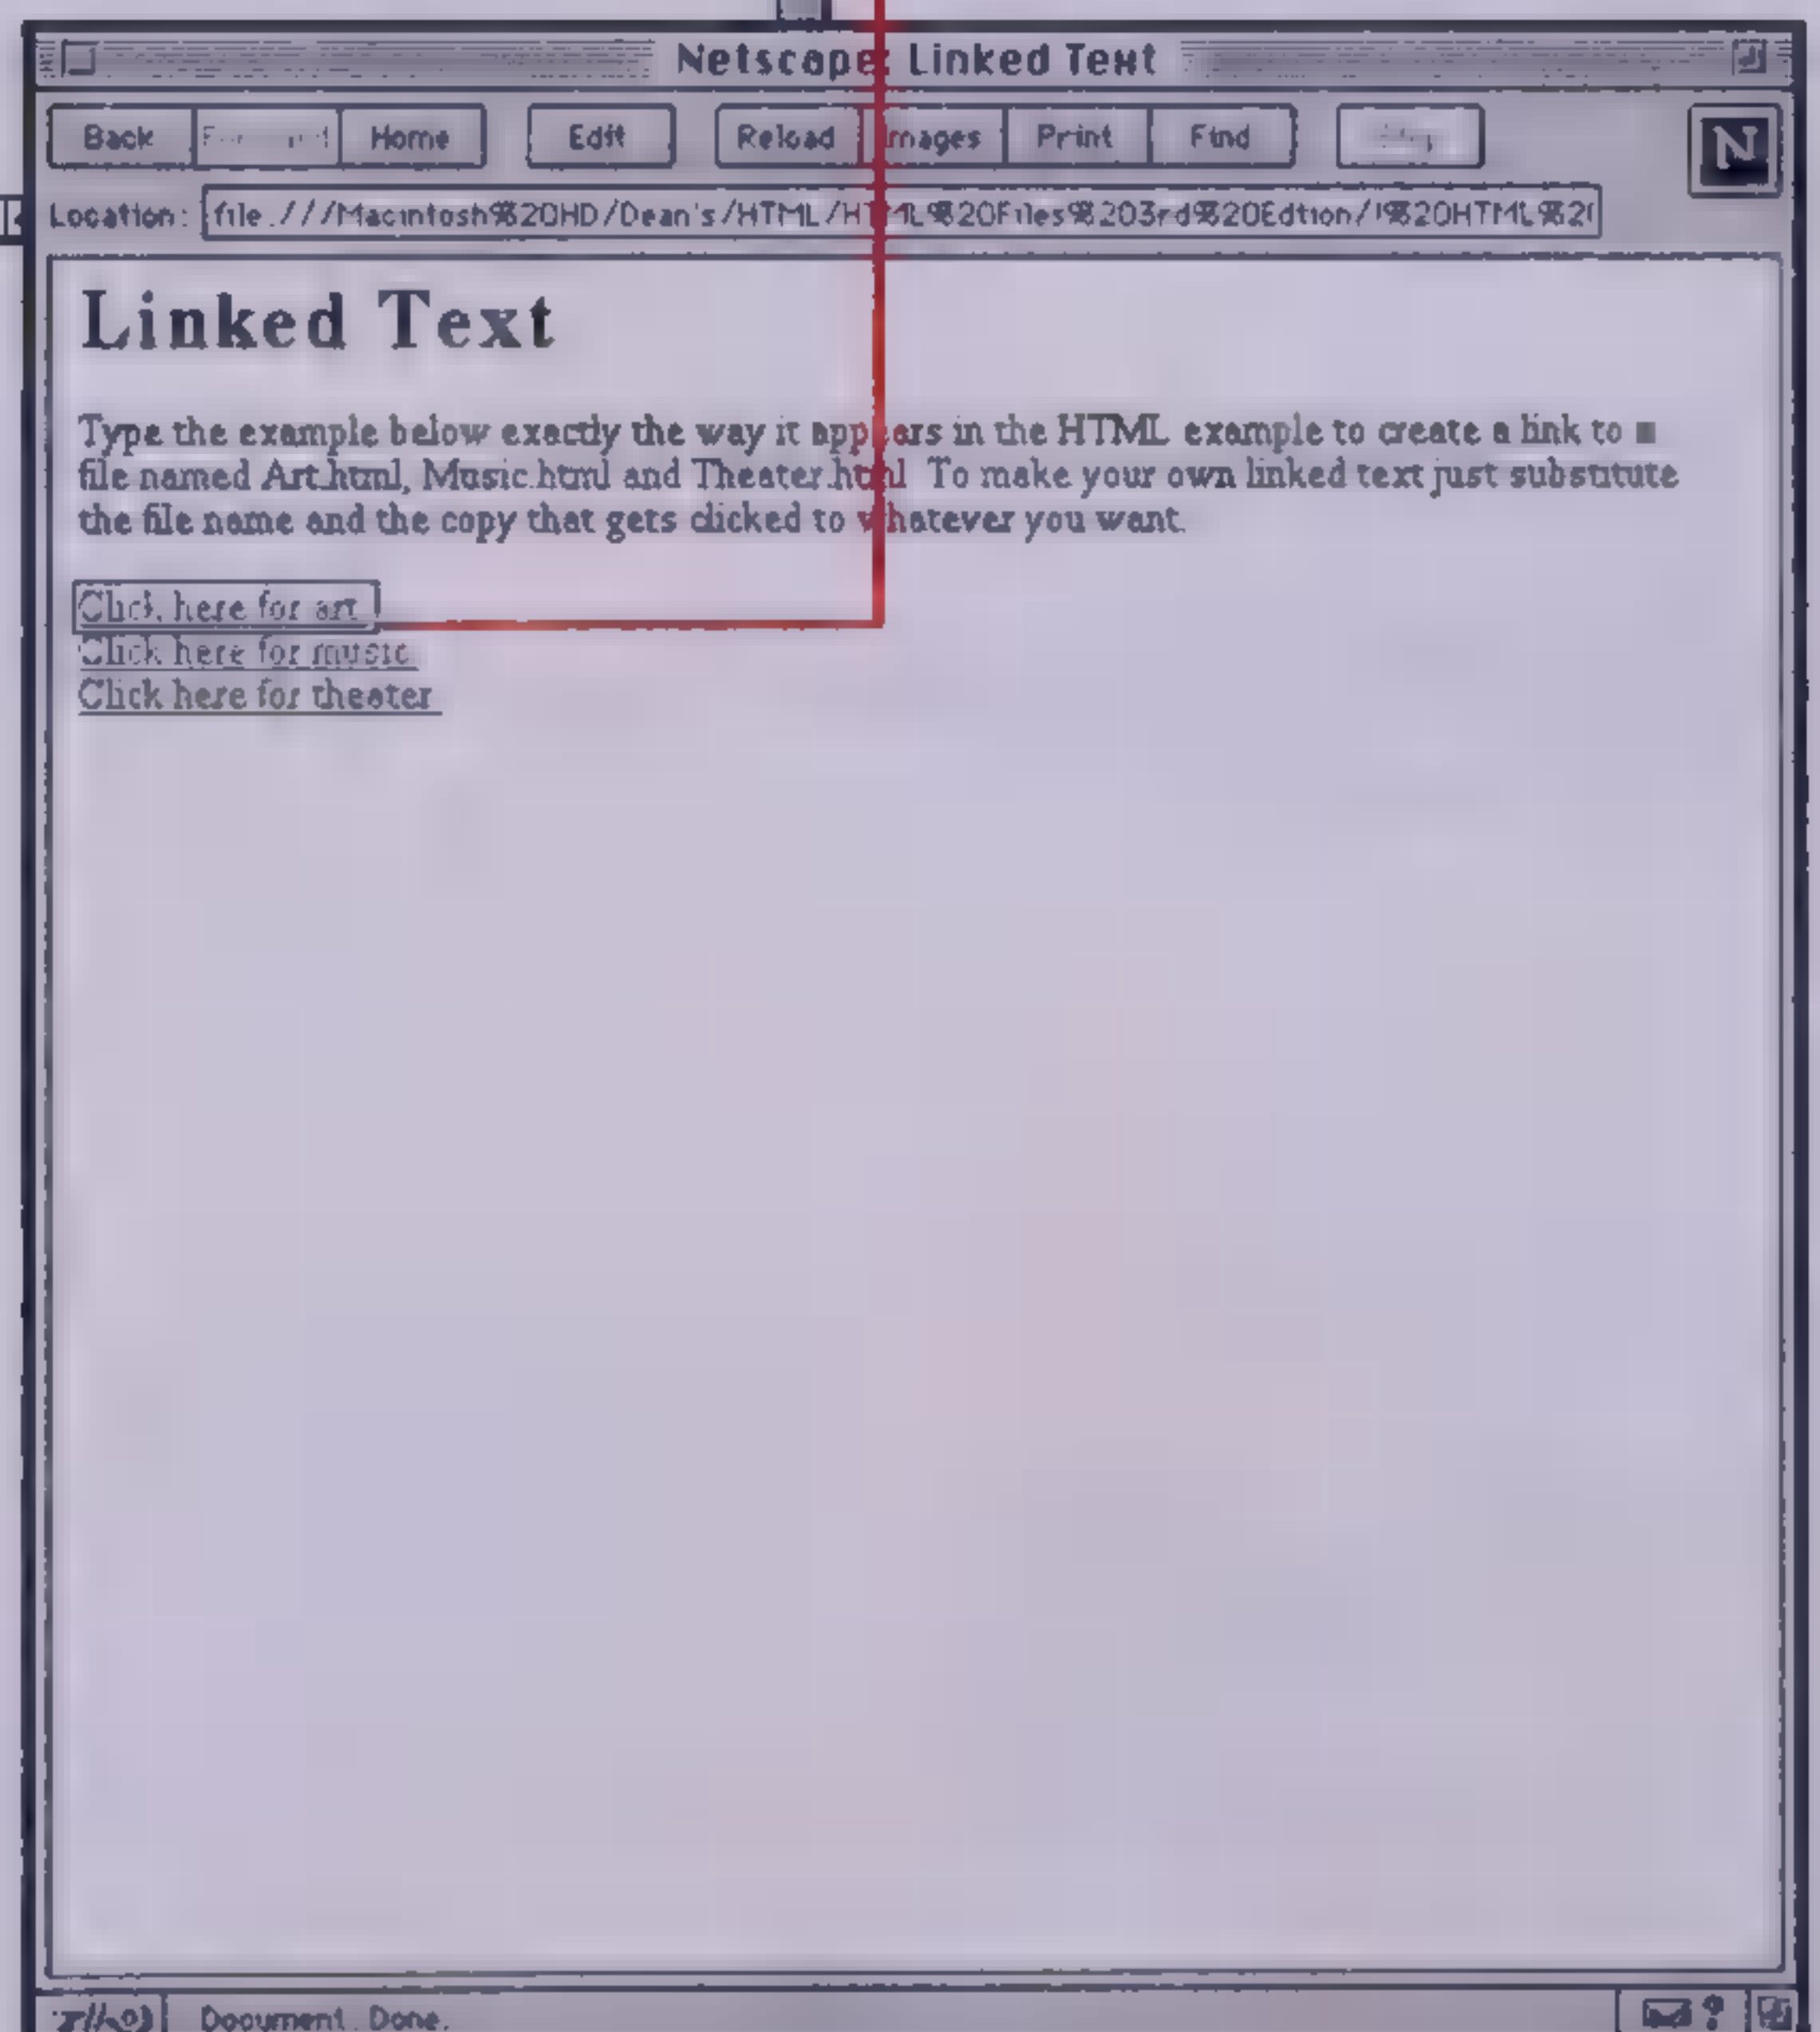 Netscape: Linked Text
Back Home Edit Reload Images Print Find
N
Location: file:///Macintosh%20HD/Dean's/HTML/HTML%20Files%203rd%20Edtion/1%20HTML%2
Linked Text
Type the example below exactly the way it appears in the HTML example to create a link to a
file named Art.html, Music.html and Theater.html. To make your own linked text just substitute
the file name and the copy that gets clicked to whatever you want.
Click here for art
Click here for music
Click here for theater
Document: Done.
?